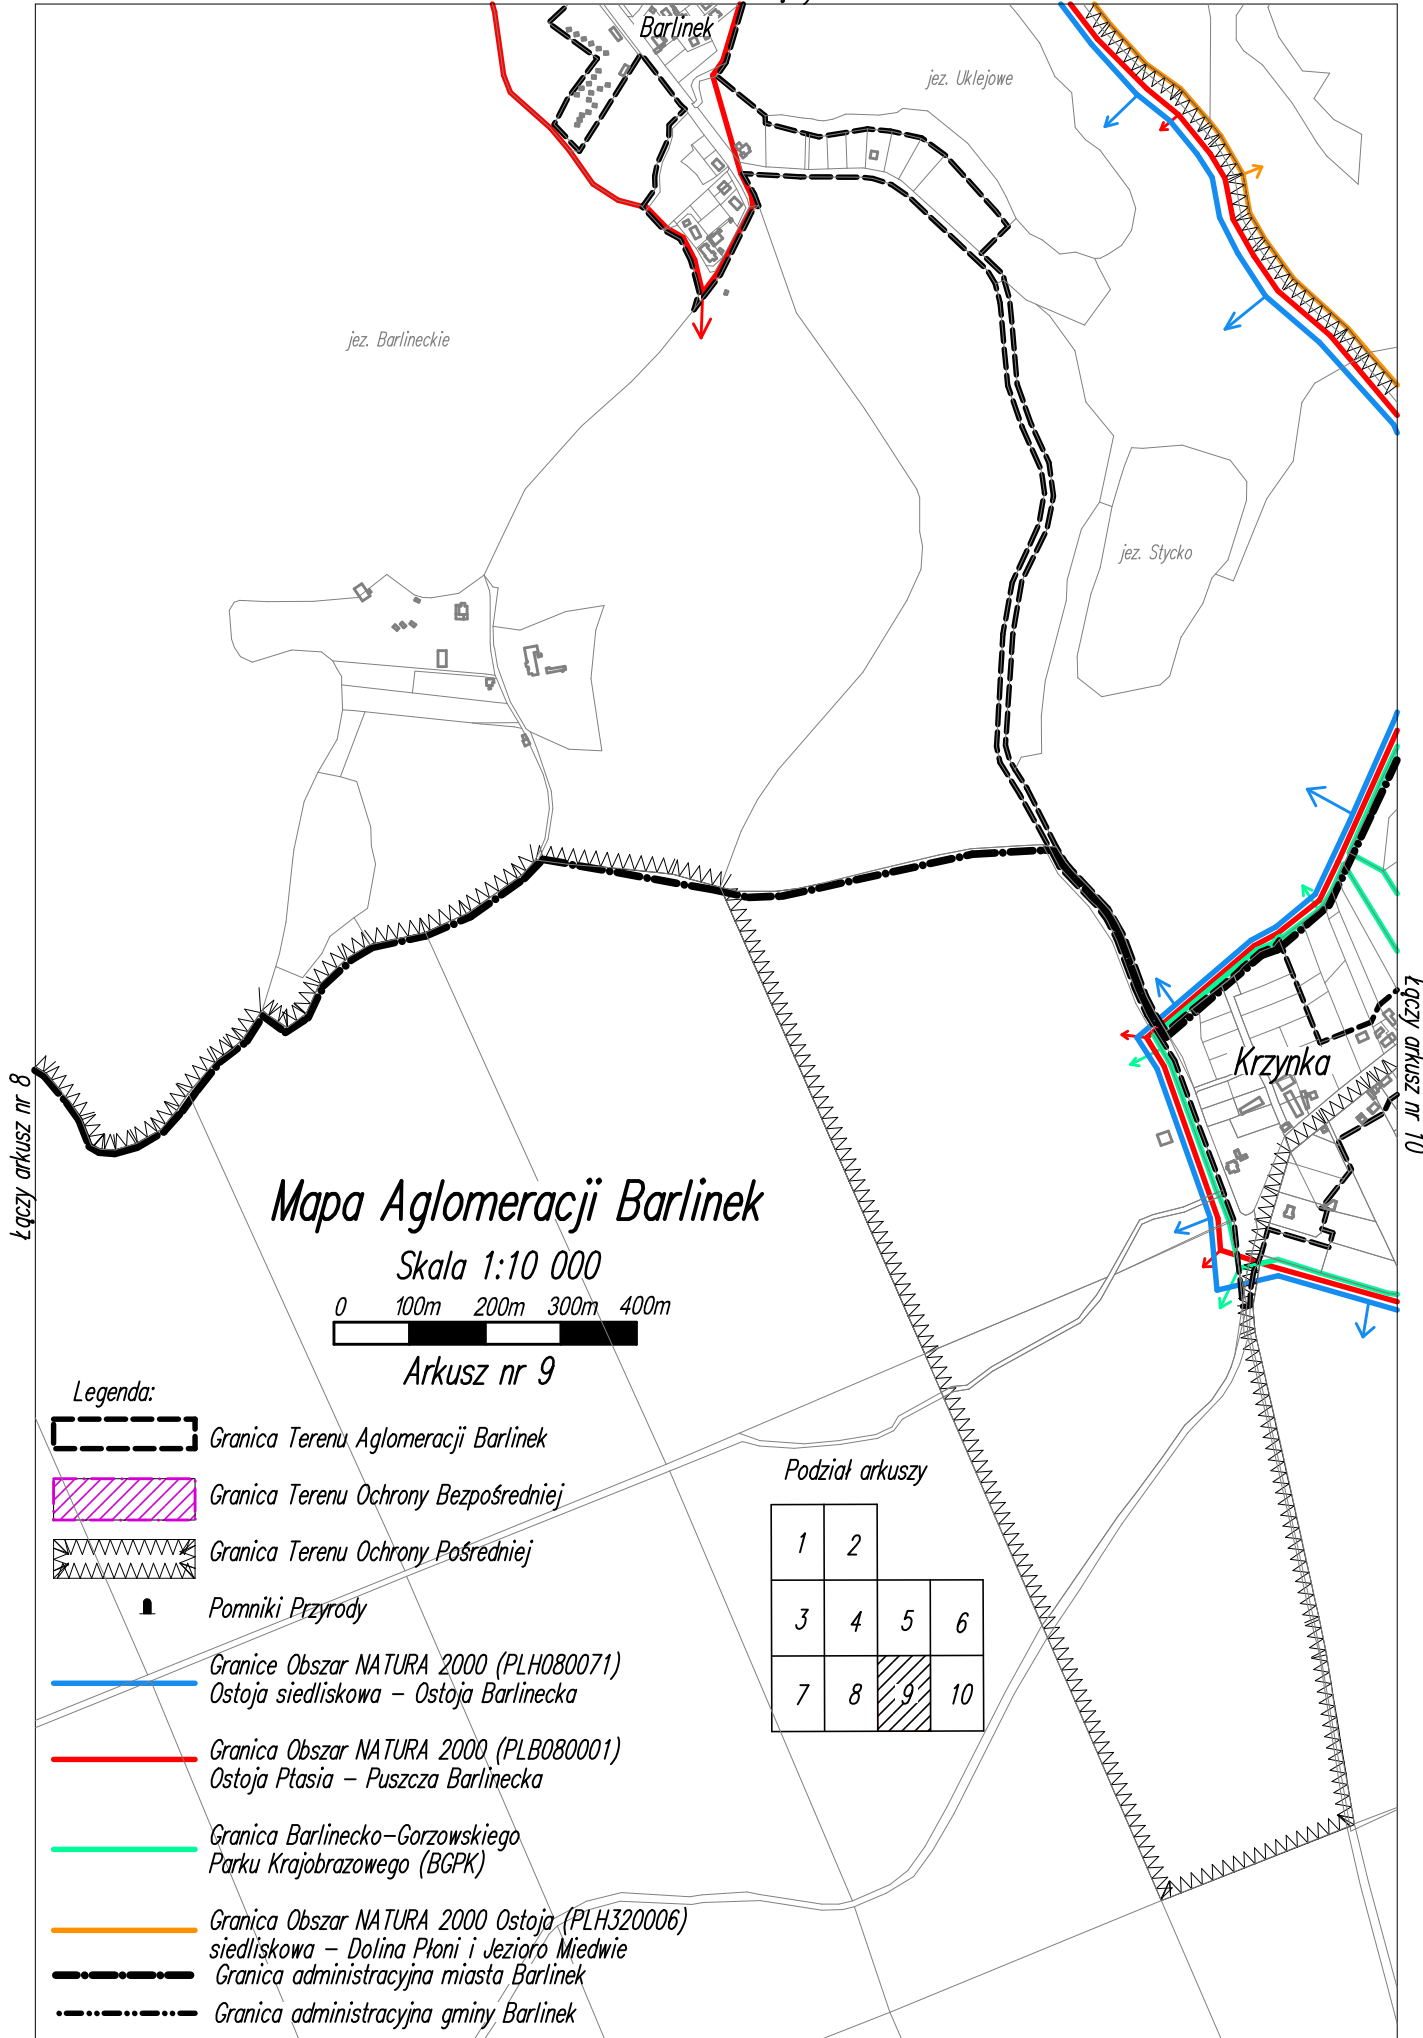 Barlinek
jez. Uklejowe
jez. Barlineckie
jez. Stycko
Krzynka
Łączy arkusz nr 8
Łączy arkusz nr 10
Mapa Aglomeracji Barlinek
Skala 1:10 000
0 100m 200m 300m 400m
Arkusz nr 9
Legenda:
Granica Terenu Aglomeracji Barlinek
Granica Terenu Ochrony Bezpośredniej
Granica Terenu Ochrony Pośredniej
Pomniki Przyrody
Granice Obszar NATURA 2000 (PLH080071)
Ostoja siedliskowa – Ostoja Barlinecka
Granica Obszar NATURA 2000 (PLB080001)
Ostoja Ptasia – Puszcza Barlinecka
Granica Barlinecko–Gorzowskiego
Parku Krajobrazowego (BGPK)
Granica Obszar NATURA 2000 Ostoja (PLH320006)
siedliskowa – Dolina Płoni i Jezioro Miedwie
Granica administracyjna miasta Barlinek
Granica administracyjna gminy Barlinek
Podział arkuszy
1 2
3 4 5 6
7 8 9 10